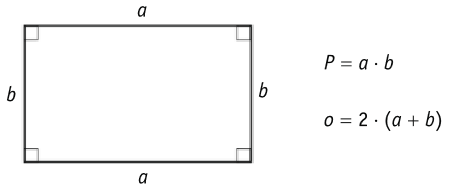 a
b
b
a
P = a · b
o = 2 · (a + b)